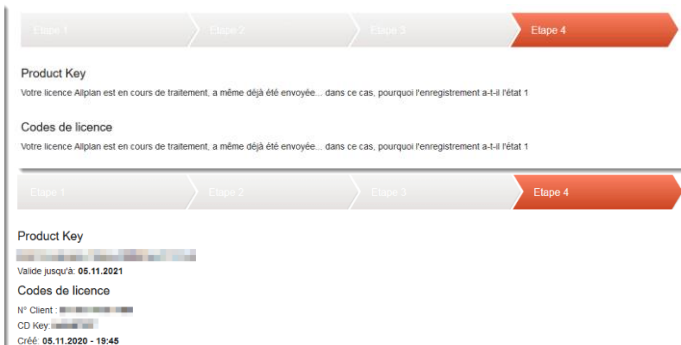 Etape 1
Etape 2
Etape 3
Etape 4
Product Key
Votre licence Allplan est en cours de traitement, a même déjà été envoyée... dans ce cas, pourquoi l'enregistrement a-t-il l'état 1
Codes de licence
Votre licence Allplan est en cours de traitement, a même déjà été envoyée... dans ce cas, pourquoi l'enregistrement a-t-il l'état 1
Etape 1
Etape 2
Etape 3
Etape 4
Product Key
Valide jusqu'à: 05.11.2021
Codes de licence
N° Client :
CD Key:
Créé: 05.11.2020 - 19:45